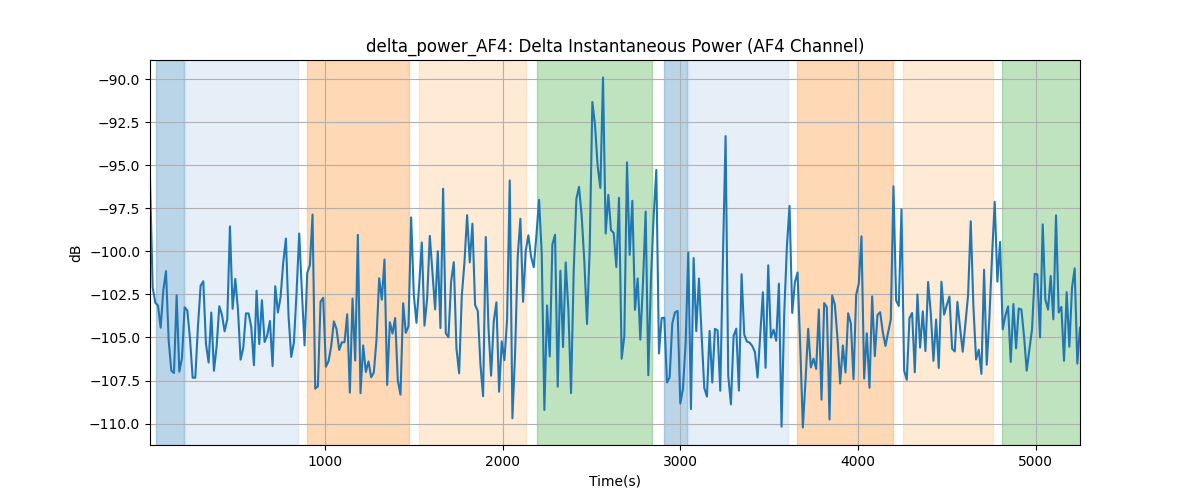 delta_power_AF4: Delta Instantaneous Power (AF4 Channel)
dB
−90.0
−92.5
−95.0
−97.5
−100.0
−102.5
−105.0
−107.5
−110.0
1000 2000 3000 4000 5000
Time(s)